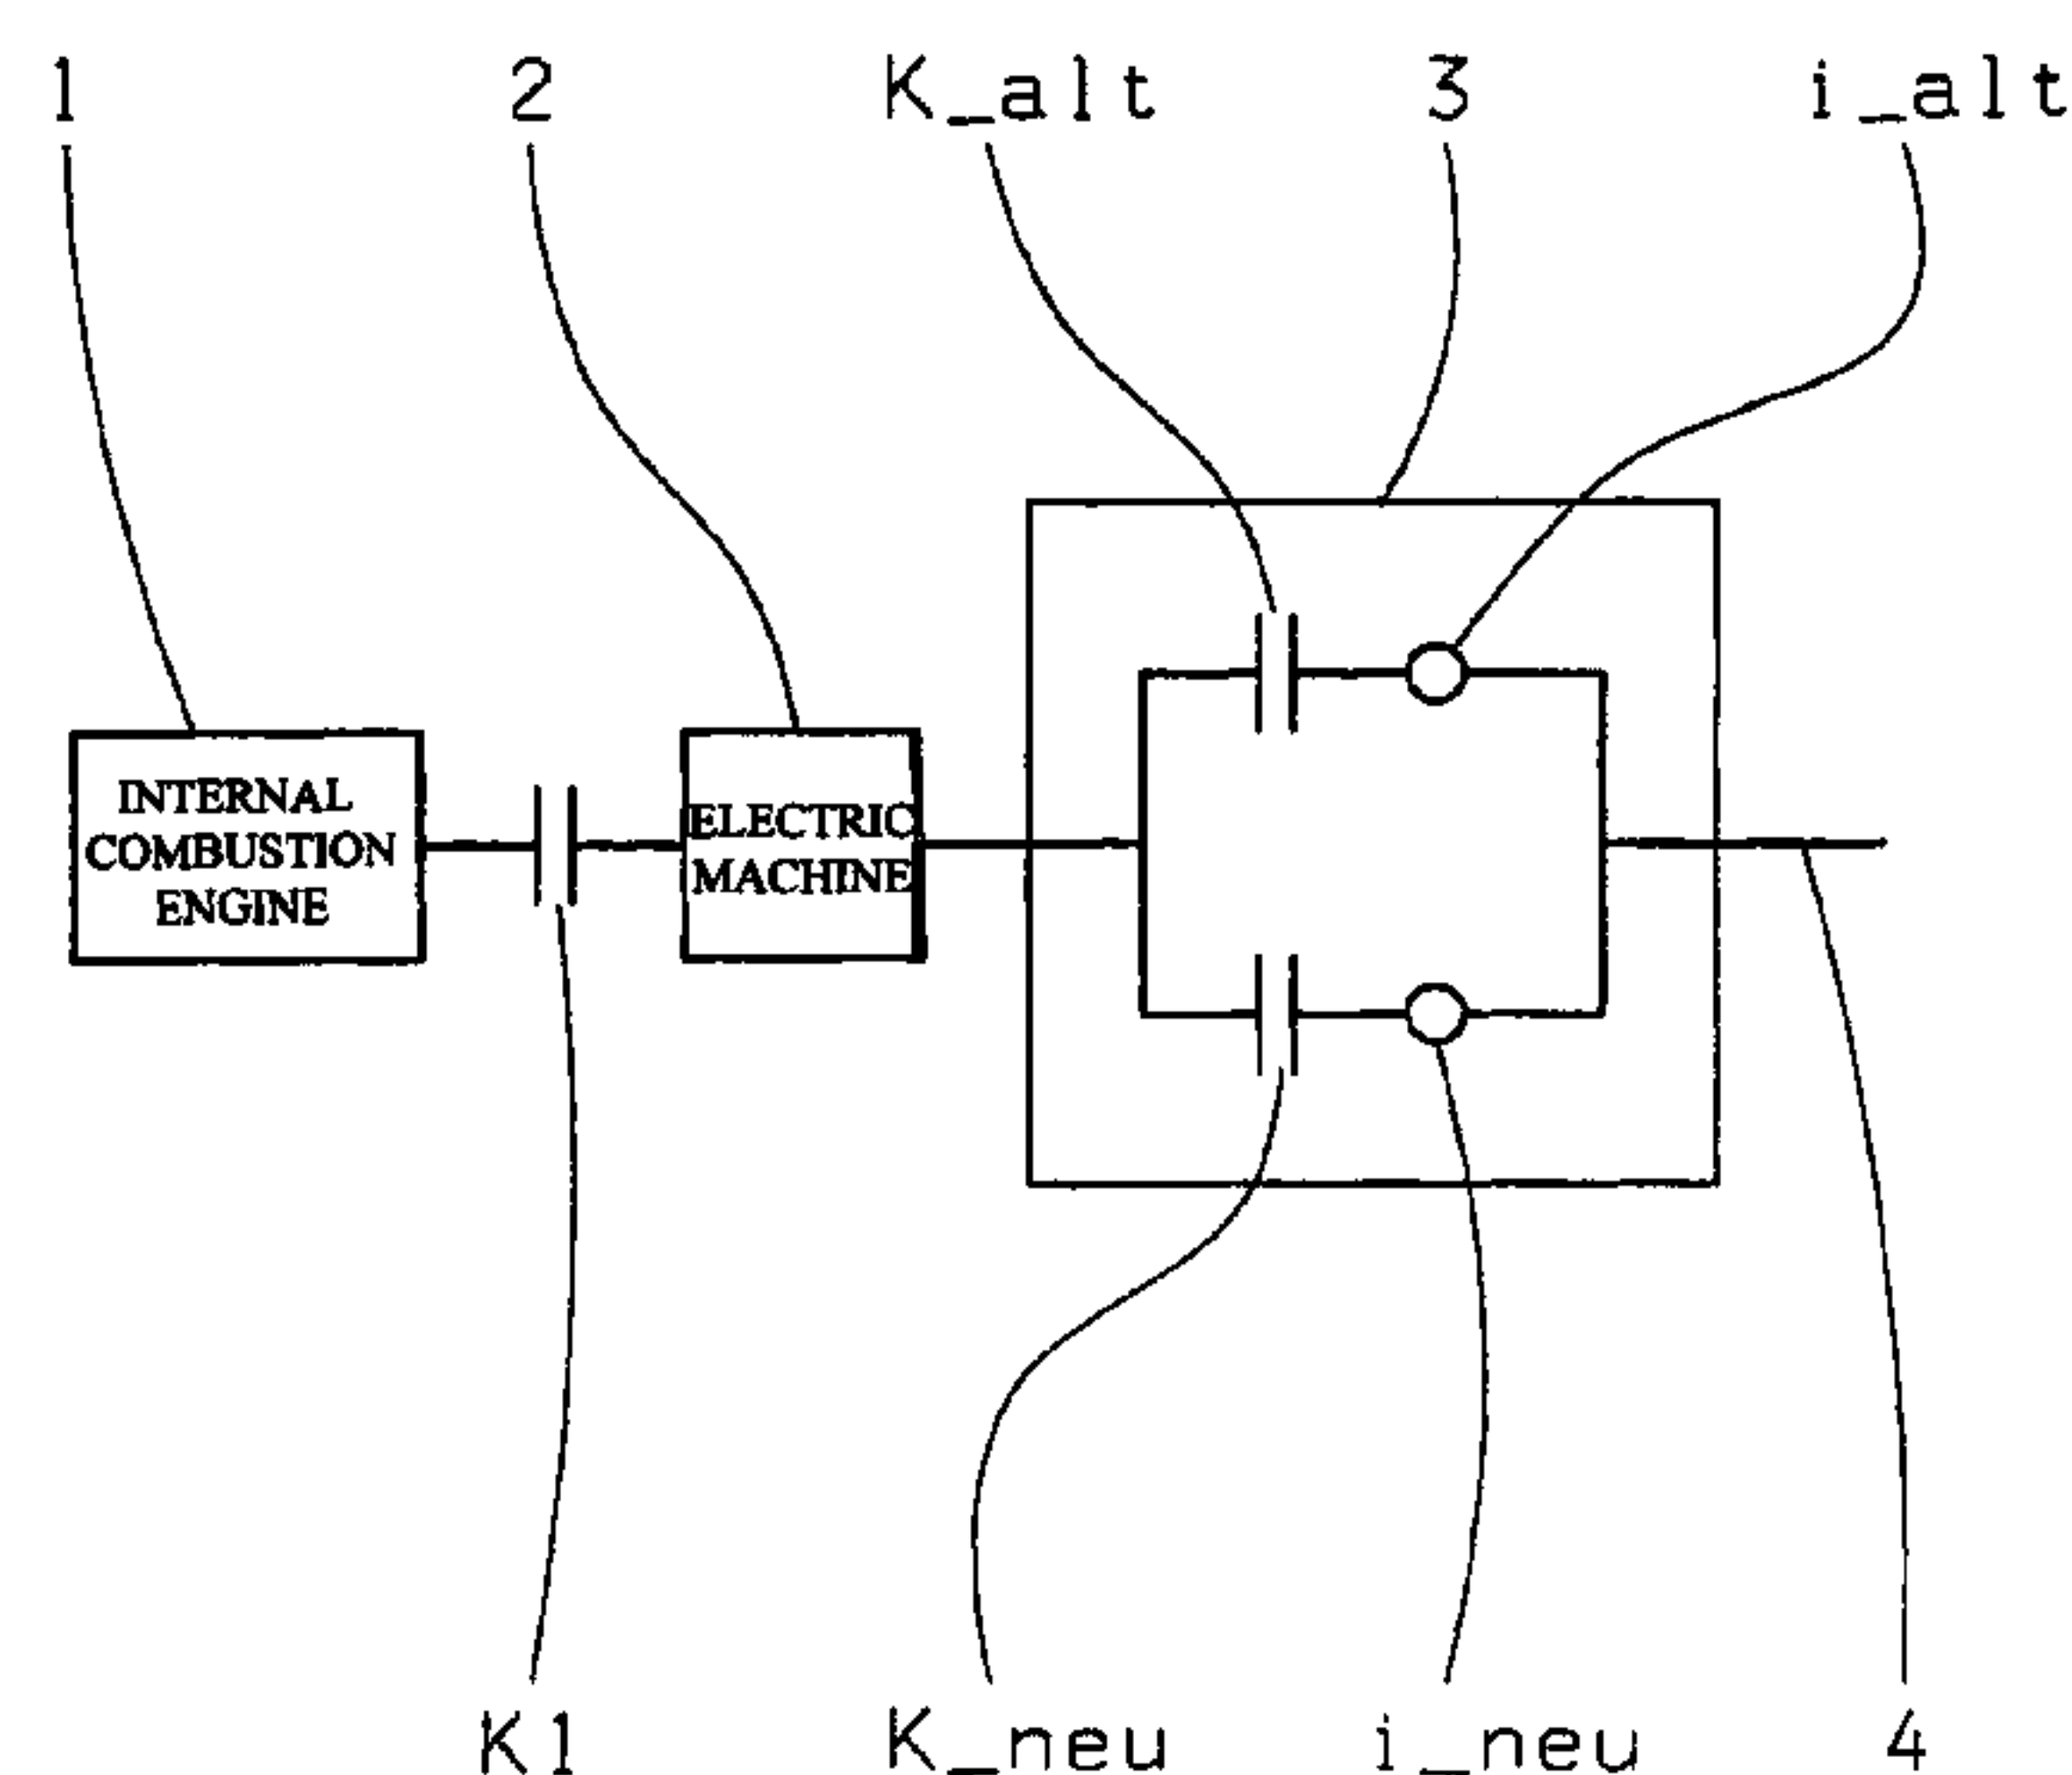 1 2 K_alt 3 i_alt
INTERNAL
COMBUSTION
ENGINE
ELECTRIC
MACHINE
K1 K_neu i_neu 4